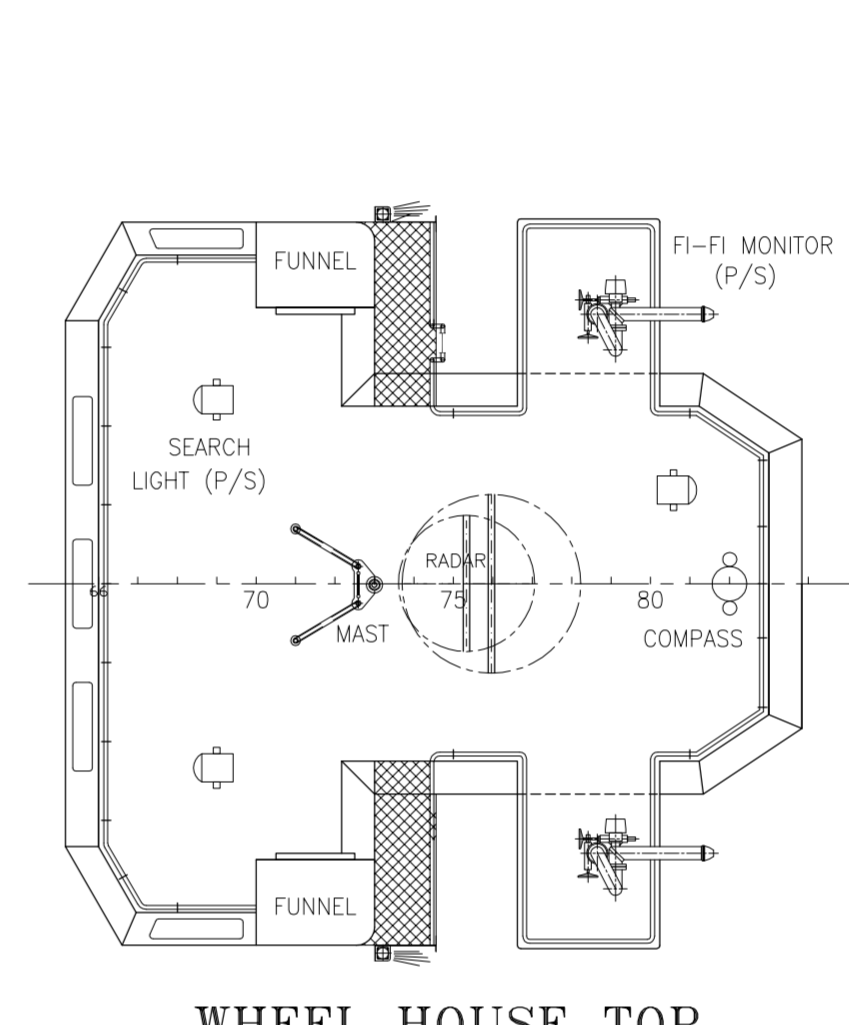 FUNNEL
FI-FI MONITOR
(P/S)
SEARCH
LIGHT (P/S)
RADAR
66
70
75
80
MAST
COMPASS
FUNNEL
WHEEL HOUSE TOP